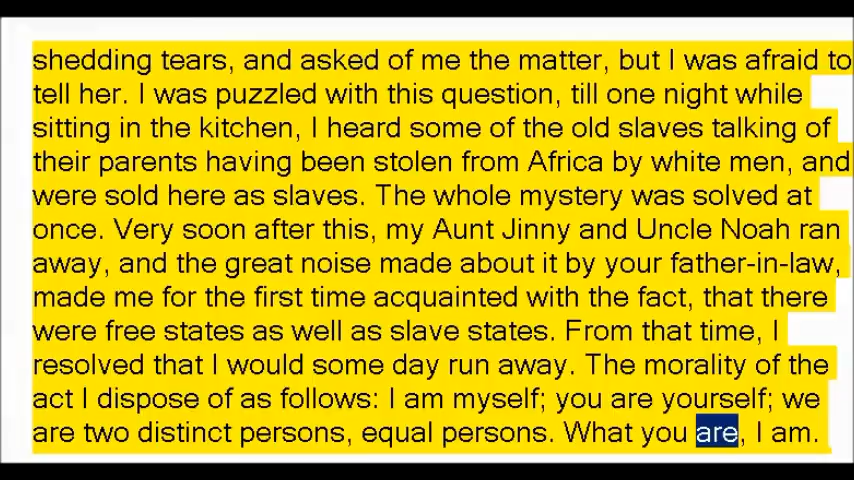 shedding tears, and asked of me the matter, but I was afraid to
tell her. I was puzzled with this question, till one night while
sitting in the kitchen, I heard some of the old slaves talking of
their parents having been stolen from Africa by white men, and
were sold here as slaves. The whole mystery was solved at
once. Very soon after this, my Aunt Jinny and Uncle Noah ran
away, and the great noise made about it by your father-in-law,
made me for the first time acquainted with the fact, that there
were free states as well as slave states. From that time, I
resolved that I would some day run away. The morality of the
act I dispose of as follows: I am myself; you are yourself; we
are two distinct persons, equal persons. What you are, I am.